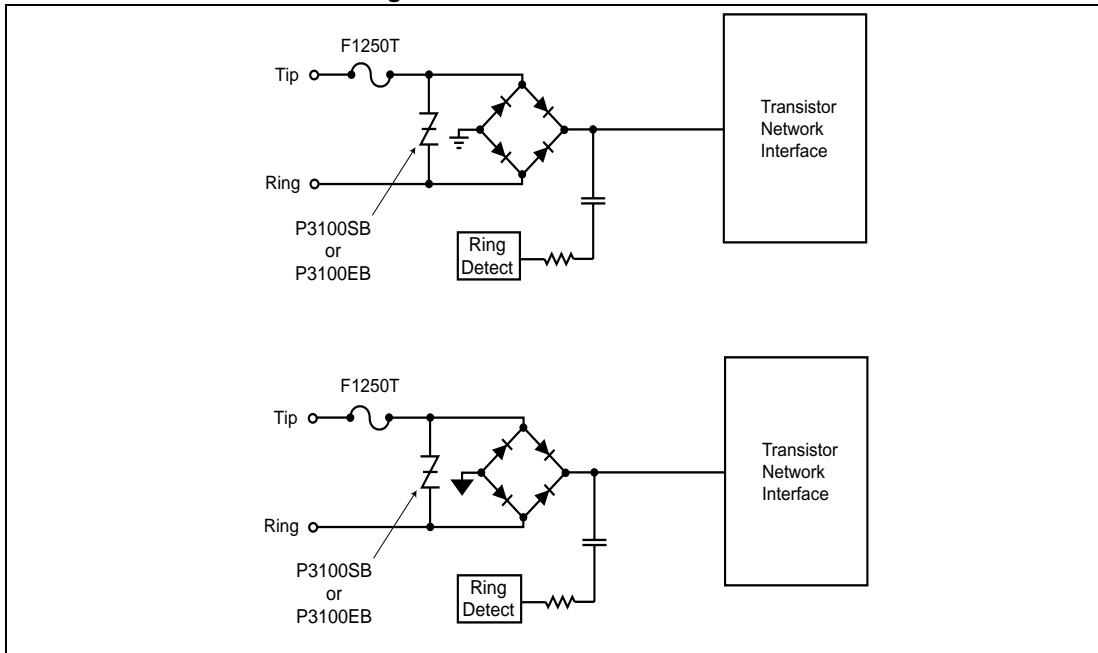 F1250T
Tip
Transistor
Network
Interface
Ring
P3100SB
or
P3100EB
Ring
Detect
F1250T
Tip
Transistor
Network
Interface
Ring
P3100SB
or
P3100EB
Ring
Detect